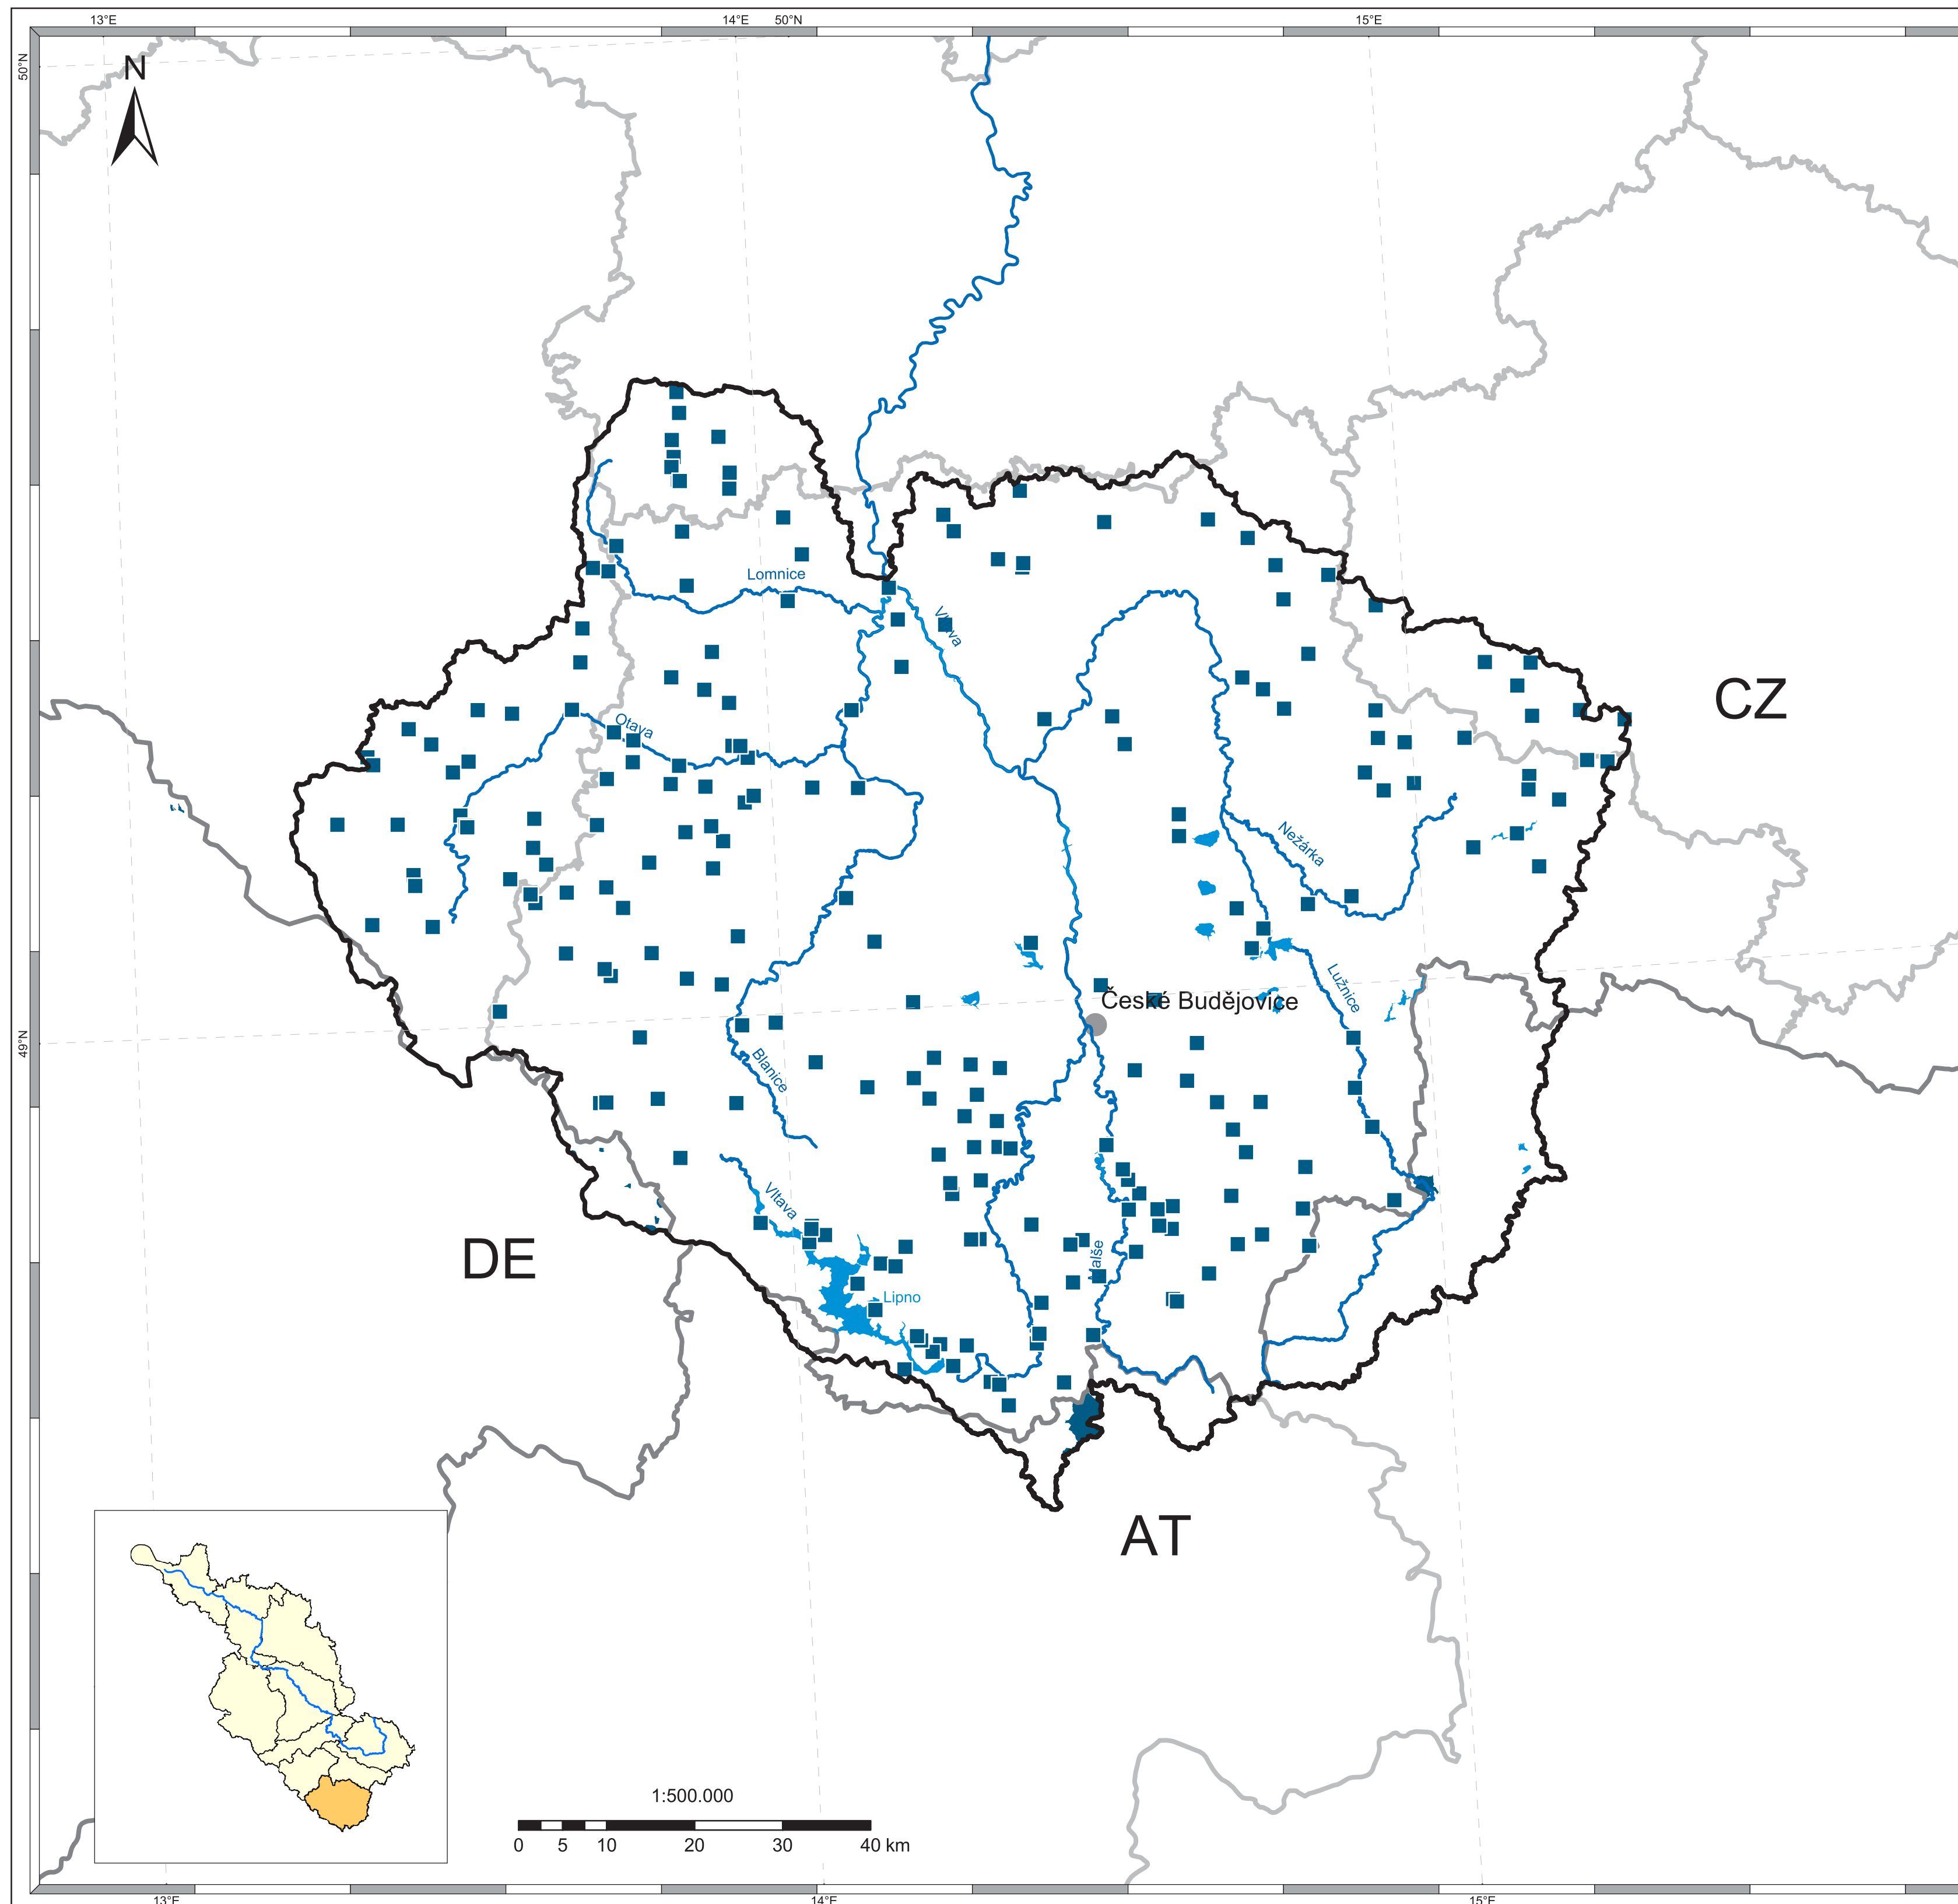 13°E
14°E
50°N
15°E
50°N
N
Lomnice
Vltava
Otava
CZ
Nežárka
Lužnice
České Budějovice
49°N
Blanice
Vltava
DE
Malše
Lipno
AT
1:500.000
0 5 10 20 30 40 km
13°E
14°E
15°E